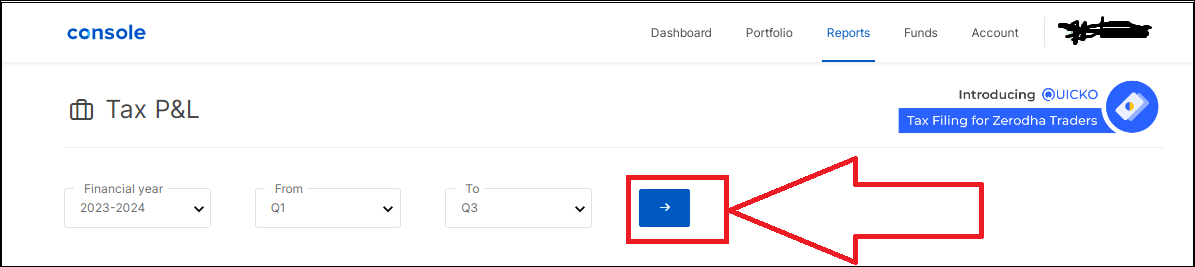 console
Dashboard Portfolio Reports Funds Account
Tax P&L
Introducing QUICKO
Tax Filing for Zerodha Traders
Financial year From To
2023-2024 Q1 Q3